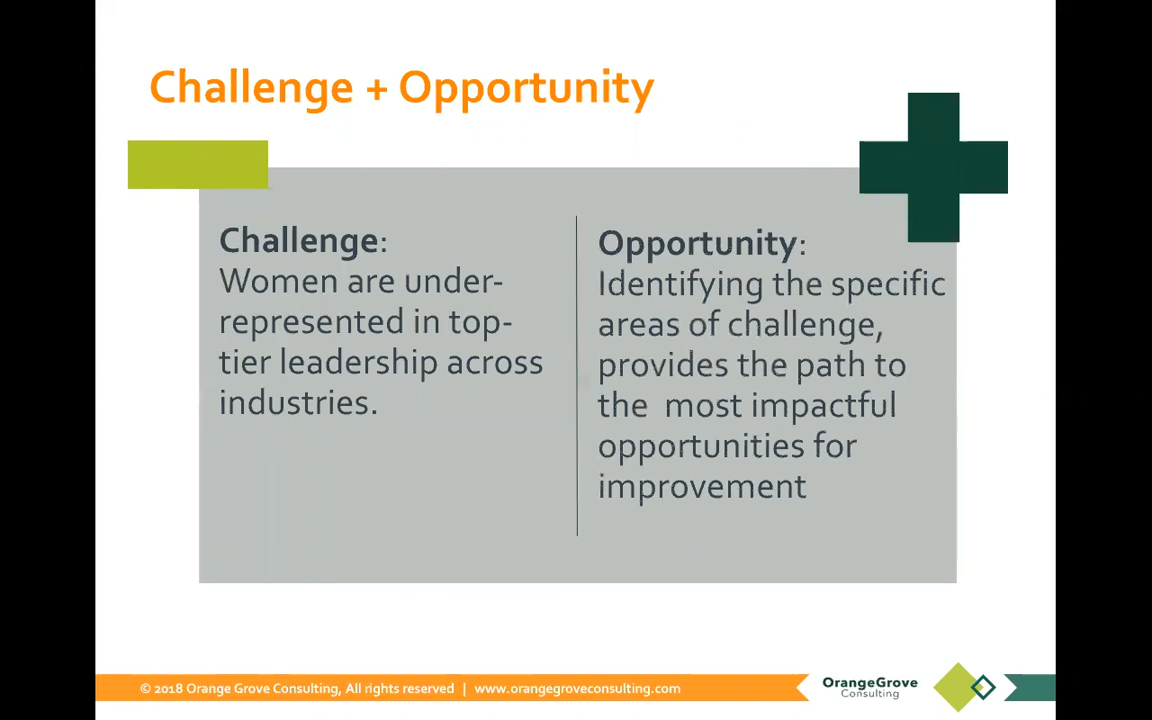 Challenge + Opportunity
Challenge:
Women are under-
represented in top-
tier leadership across
industries.
Opportunity:
Identifying the specific
areas of challenge,
provides the path to
the  most impactful
opportunities for
improvement
© 2018 Orange Grove Consulting, All rights reserved  |  www.orangegroveconsulting.com
OrangeGrove
Consulting